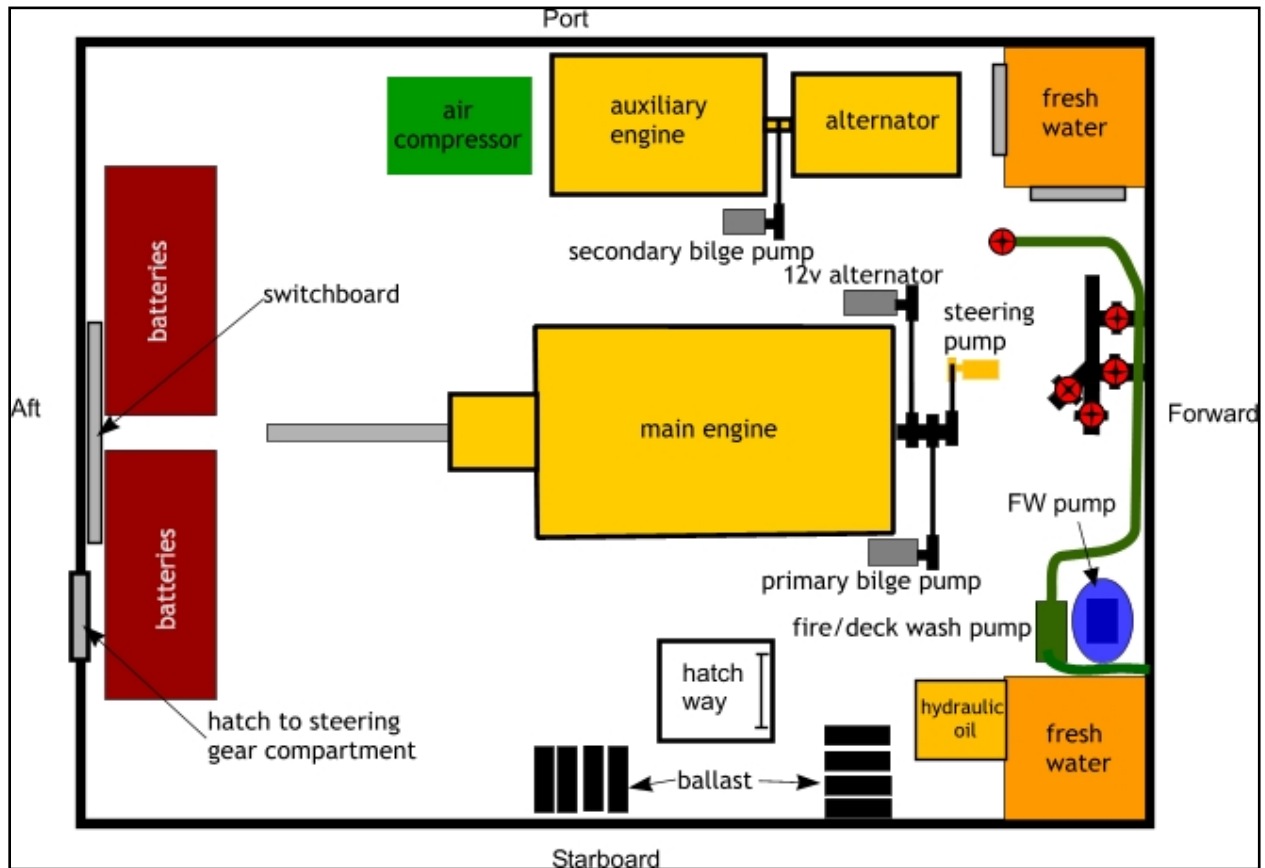 Port
air
compressor
auxiliary
engine
alternator
fresh
water
secondary bilge pump
12v alternator
batteries
switchboard
steering
pump
Aft
main engine
Forward
FW pump
batteries
primary bilge pump
fire/deck wash pump
hatch
way
hydraulic
oil
fresh
water
hatch to steering
gear compartment
ballast
Starboard